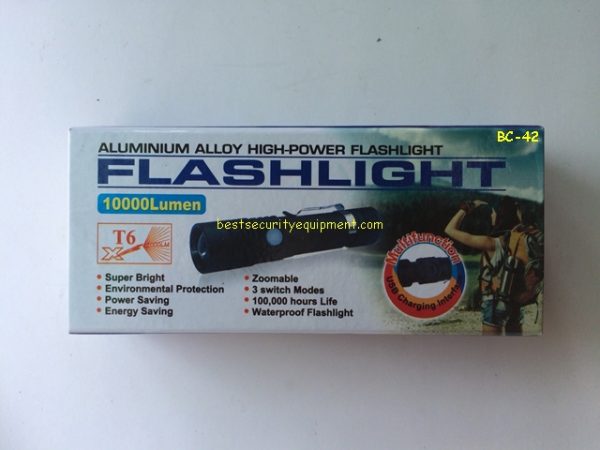 BC-42
ALUMINIUM ALLOY HIGH-POWER FLASHLIGHT
FLASHLIGHT
10000Lumen
bestsecurityequipment.com
T6
X
Multifunction
USB Charging Interface
• Super Bright
• Environmental Protection
• Power Saving
• Energy Saving
• Zoomable
• 3 switch Modes
• 100,000 hours Life
• Waterproof Flashlight